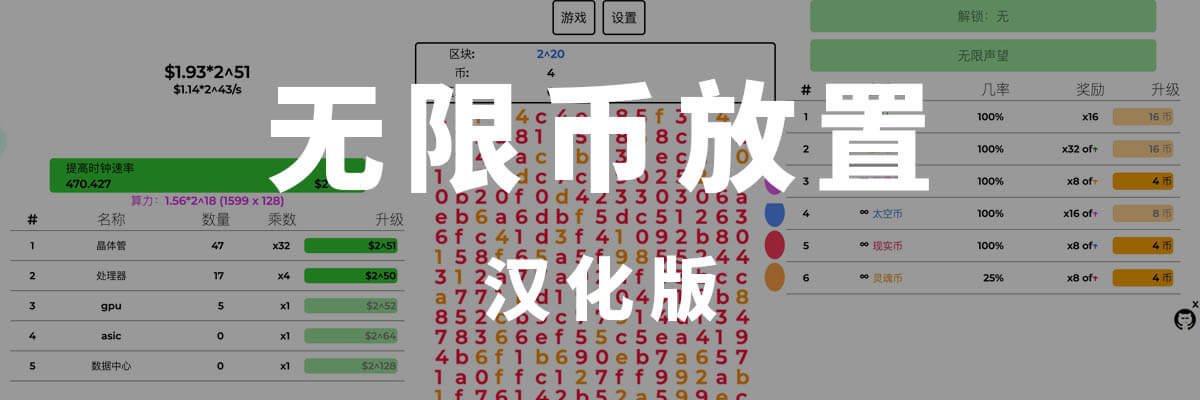 游戏 设置
$1.93*2^51
$1.14*2^43/s
提高时钟速率
470.427
算力: 1.56*2^18 (1599 x 128)
# 名称 数量 乘数 升级
1 晶体管 47 x32 $2^51
2 处理器 17 x4 $2^50
3 gpu 5 x1 $2^52
4 asic 0 x1 $2^64
5 数据中心 0 x1 $2^128
区块: 2^20
币: 4
无限币放置
汉化版
0b20f0d42330306a
eb6a6dbf5dc51263
6fc41d3f41092b80
78366ef55c5ea419
4b6f1b690eb7a657
1a0ffc127ff992ab
解锁: 无
无限声望
# 几率 奖励 升级
1 100% x16 16 币
2 100% x32 of↑ 16 币
3 100% x8 of↑ 4 币
4 ∞ 太空币 100% x16 of↑ 8 币
5 ∞ 现实币 100% x8 of↑ 4 币
6 ∞ 灵魂币 25% x8 of↑ 4 币
x